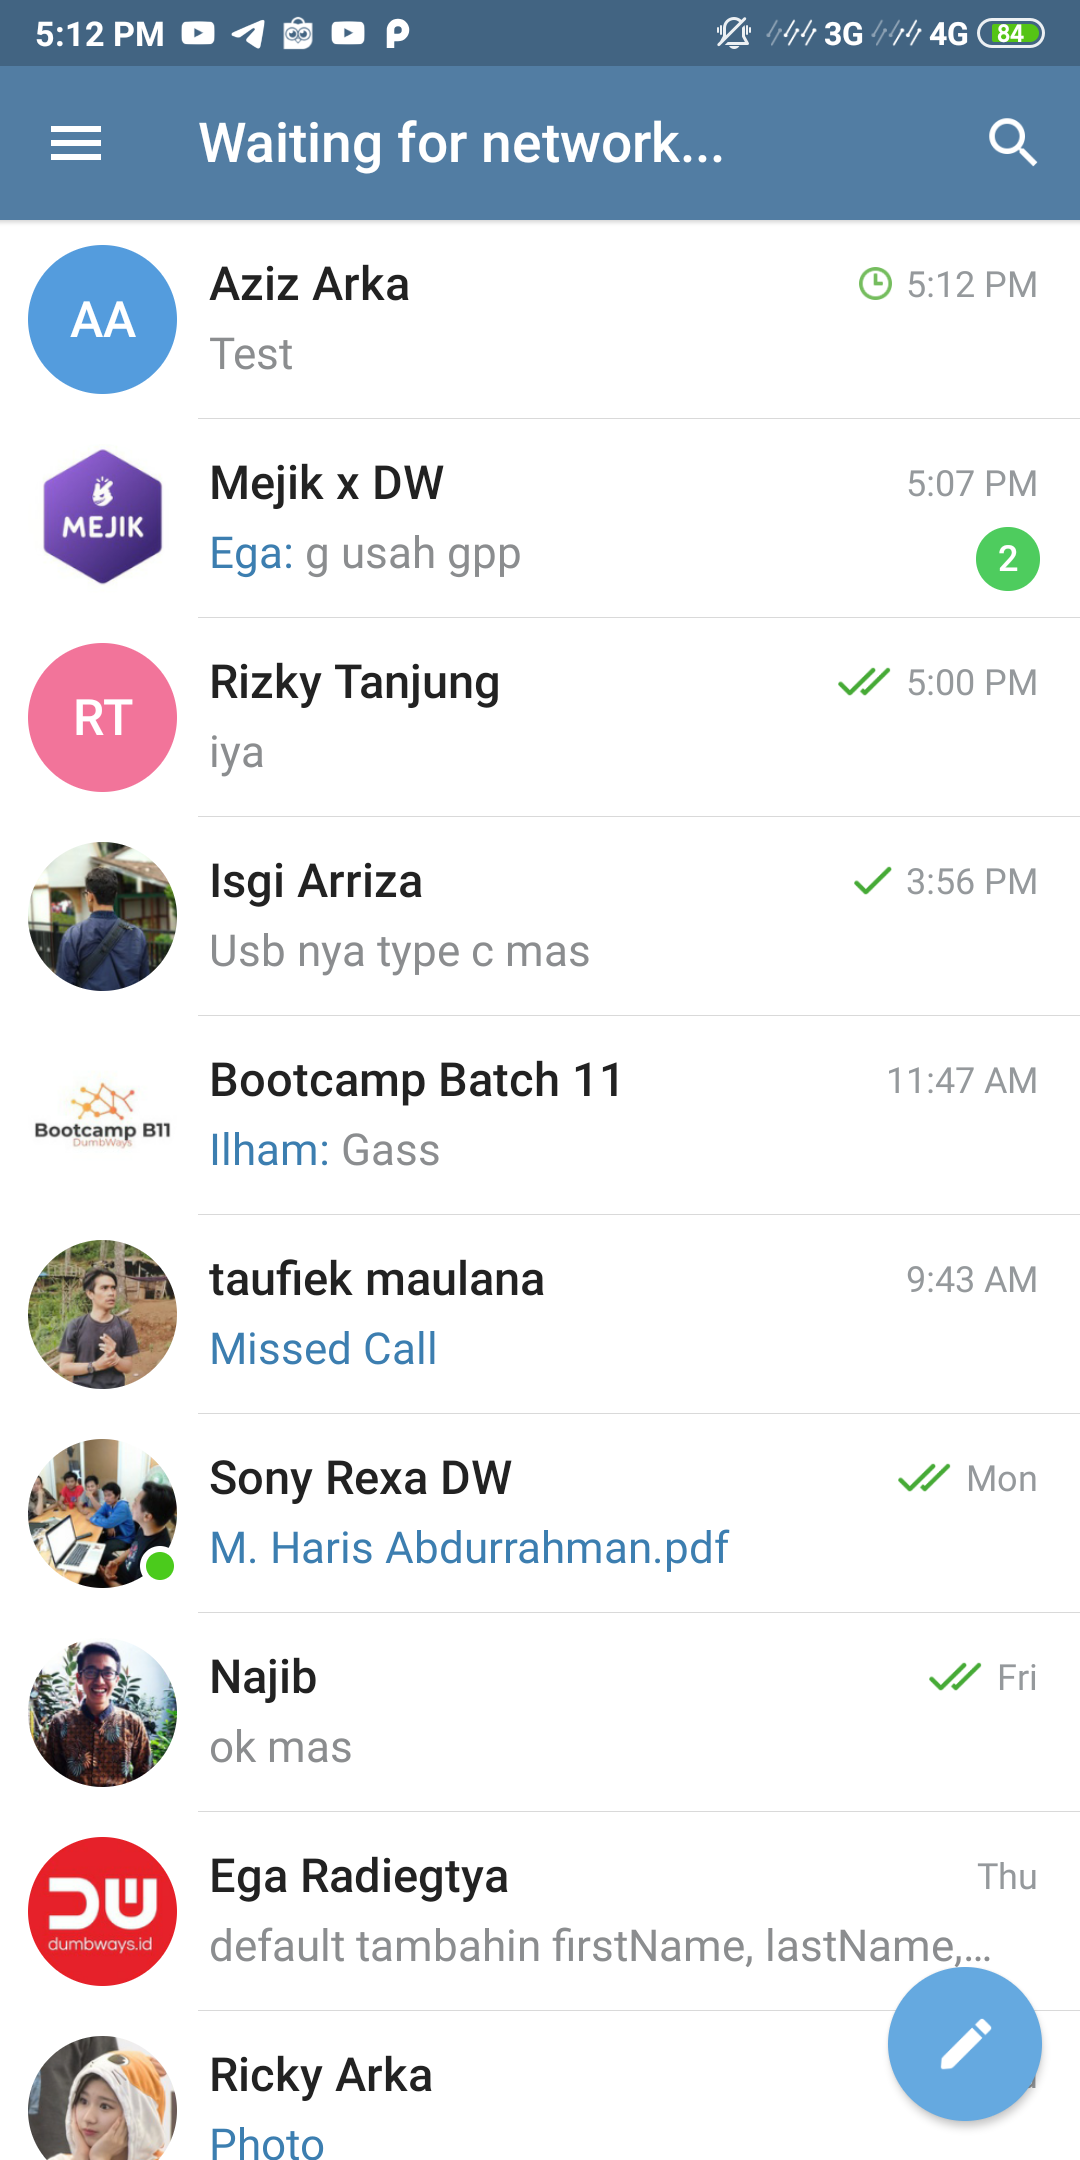 5:12 PM 3G 4G 84
Waiting for network...
AA
Aziz Arka 5:12 PM
Test
MEJIK
Mejik x DW 5:07 PM
Ega: g usah gpp 2
RT
Rizky Tanjung 5:00 PM
iya
Isgi Arriza 3:56 PM
Usb nya type c mas
Bootcamp B11
DumbWays
Bootcamp Batch 11 11:47 AM
Ilham: Gass
taufiek maulana 9:43 AM
Missed Call
Sony Rexa DW Mon
M. Haris Abdurrahman.pdf
Najib Fri
ok mas
DW
dumbways.id
Ega Radiegtya Thu
default tambahin firstName, lastName,...
Ricky Arka
Photo